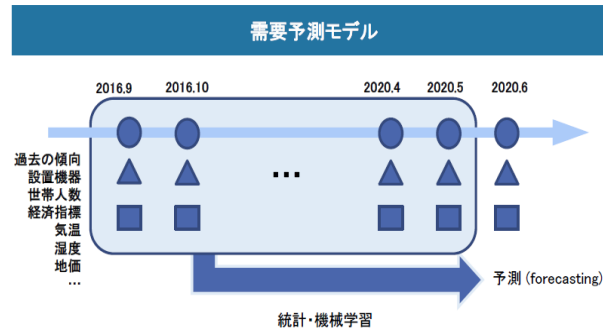 需要予測モデル
2016.9
2016.10
2020.4
2020.5
2020.6
過去の傾向
設置機器
世帯人数
経済指標
気温
湿度
地価
…
…
予測 (forecasting)
統計・機械学習